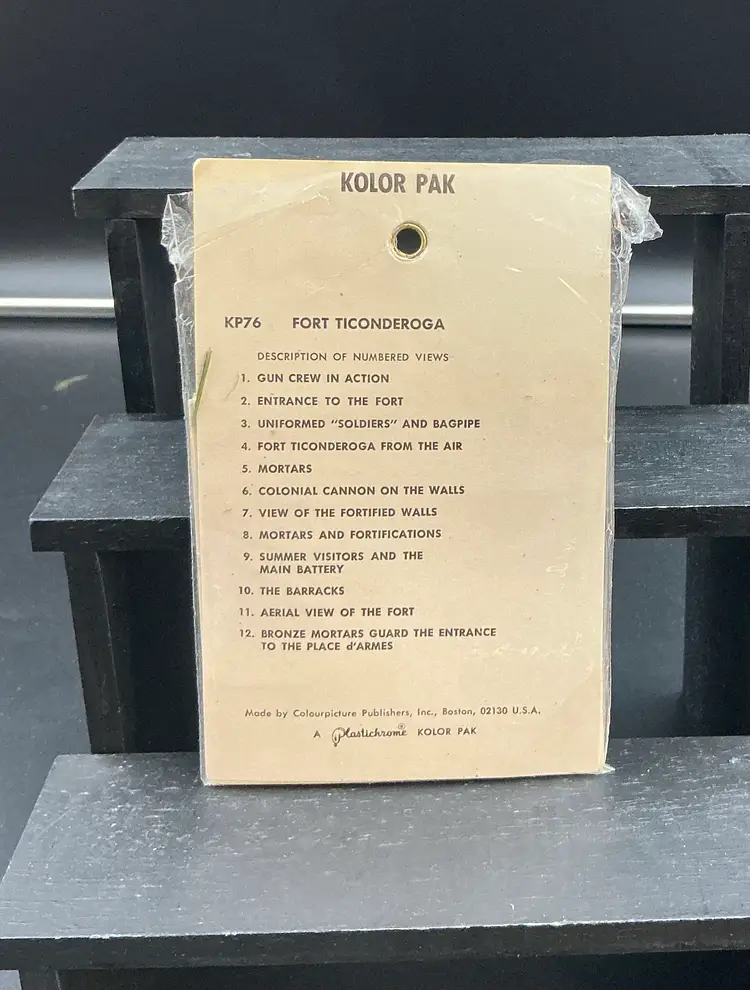 KOLOR PAK
KP76 FORT TICONDEROGA
DESCRIPTION OF NUMBERED VIEWS
1. GUN CREW IN ACTION
2. ENTRANCE TO THE FORT
3. UNIFORMED "SOLDIERS" AND BAGPIPE
4. FORT TICONDEROGA FROM THE AIR
5. MORTARS
6. COLONIAL CANNON ON THE WALLS
7. VIEW OF THE FORTIFIED WALLS
8. MORTARS AND FORTIFICATIONS
9. SUMMER VISITORS AND THE
MAIN BATTERY
10. THE BARRACKS
11. AERIAL VIEW OF THE FORT
12. BRONZE MORTARS GUARD THE ENTRANCE
TO THE PLACE d'ARMES
Made by Colourpicture Publishers, Inc., Boston, 02130 U.S.A.
A Plastichrome® KOLOR PAK